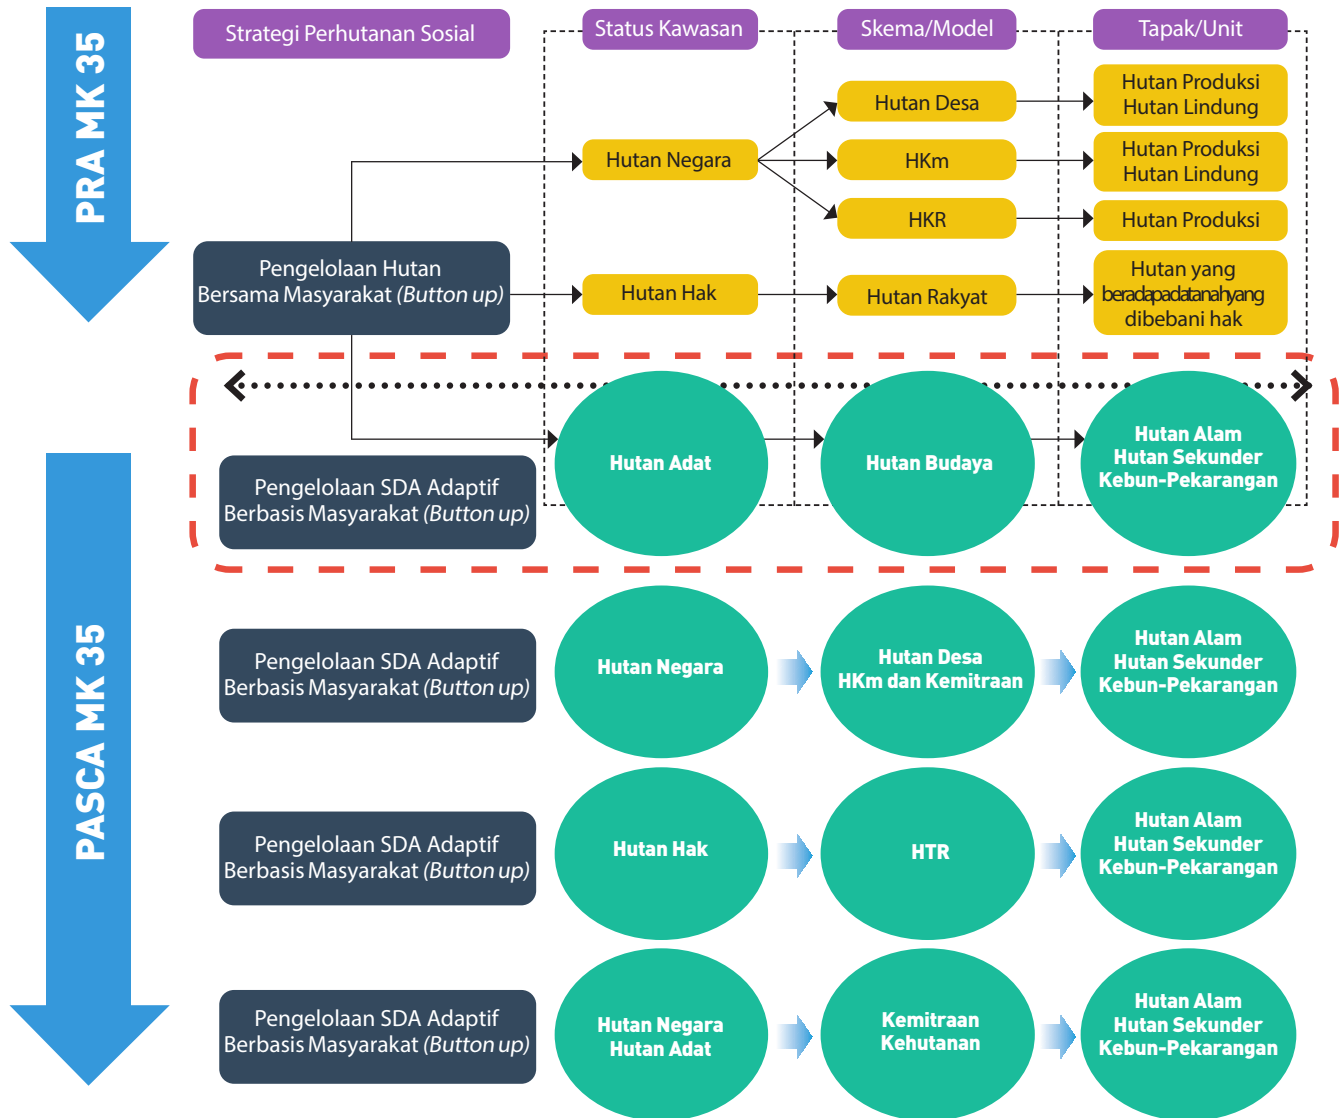 PRA MK 35
Strategi Perhutanan Sosial
Status Kawasan
Skema/Model
Tapak/Unit
Hutan Negara
Hutan Desa
Hutan Produksi
Hutan Lindung
HKm
Hutan Produksi
Hutan Lindung
HKR
Hutan Produksi
Pengelolaan Hutan
Bersama Masyarakat (Button up)
Hutan Hak
Hutan Rakyat
Hutan yang
beradapadatanahyang
dibebani hak
PASCA MK 35
Pengelolaan SDA Adaptif
Berbasis Masyarakat (Button up)
Hutan Adat
Hutan Budaya
Hutan Alam
Hutan Sekunder
Kebun-Pekarangan
Pengelolaan SDA Adaptif
Berbasis Masyarakat (Button up)
Hutan Negara
Hutan Desa
HKm dan Kemitraan
Hutan Alam
Hutan Sekunder
Kebun-Pekarangan
Pengelolaan SDA Adaptif
Berbasis Masyarakat (Button up)
Hutan Hak
HTR
Hutan Alam
Hutan Sekunder
Kebun-Pekarangan
Pengelolaan SDA Adaptif
Berbasis Masyarakat (Button up)
Hutan Negara
Hutan Adat
Kemitraan
Kehutanan
Hutan Alam
Hutan Sekunder
Kebun-Pekarangan